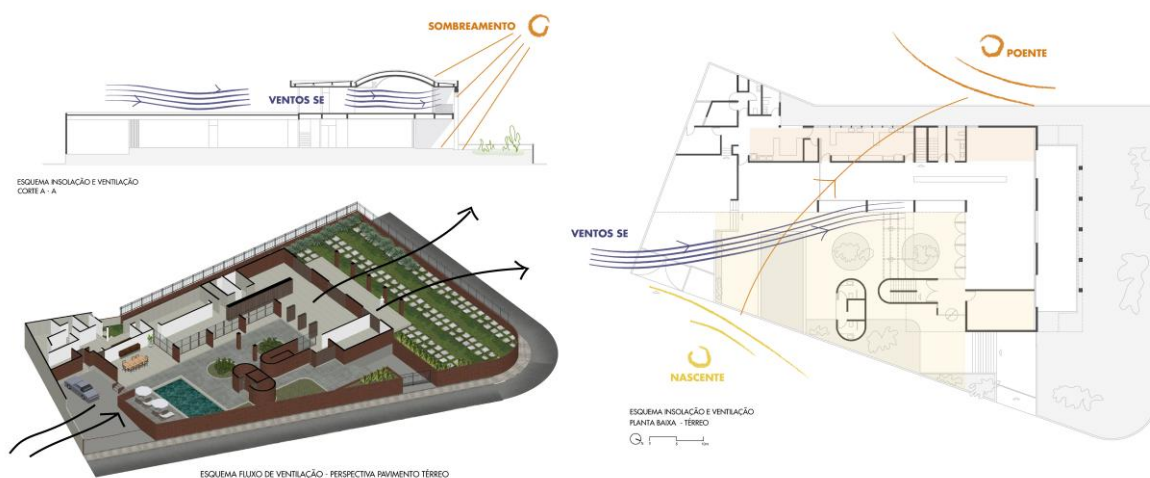 SOMBREAMENTO
VENTOS SE
ESQUEMA INSOLAÇÃO E VENTILAÇÃO
CORTE A - A
ESQUEMA FLUXO DE VENTILAÇÃO - PERSPECTIVA PAVIMENTO TÉRREO
POENTE
VENTOS SE
NASCENTE
ESQUEMA INSOLAÇÃO E VENTILAÇÃO
PLANTA BAIXA - TÉRREO